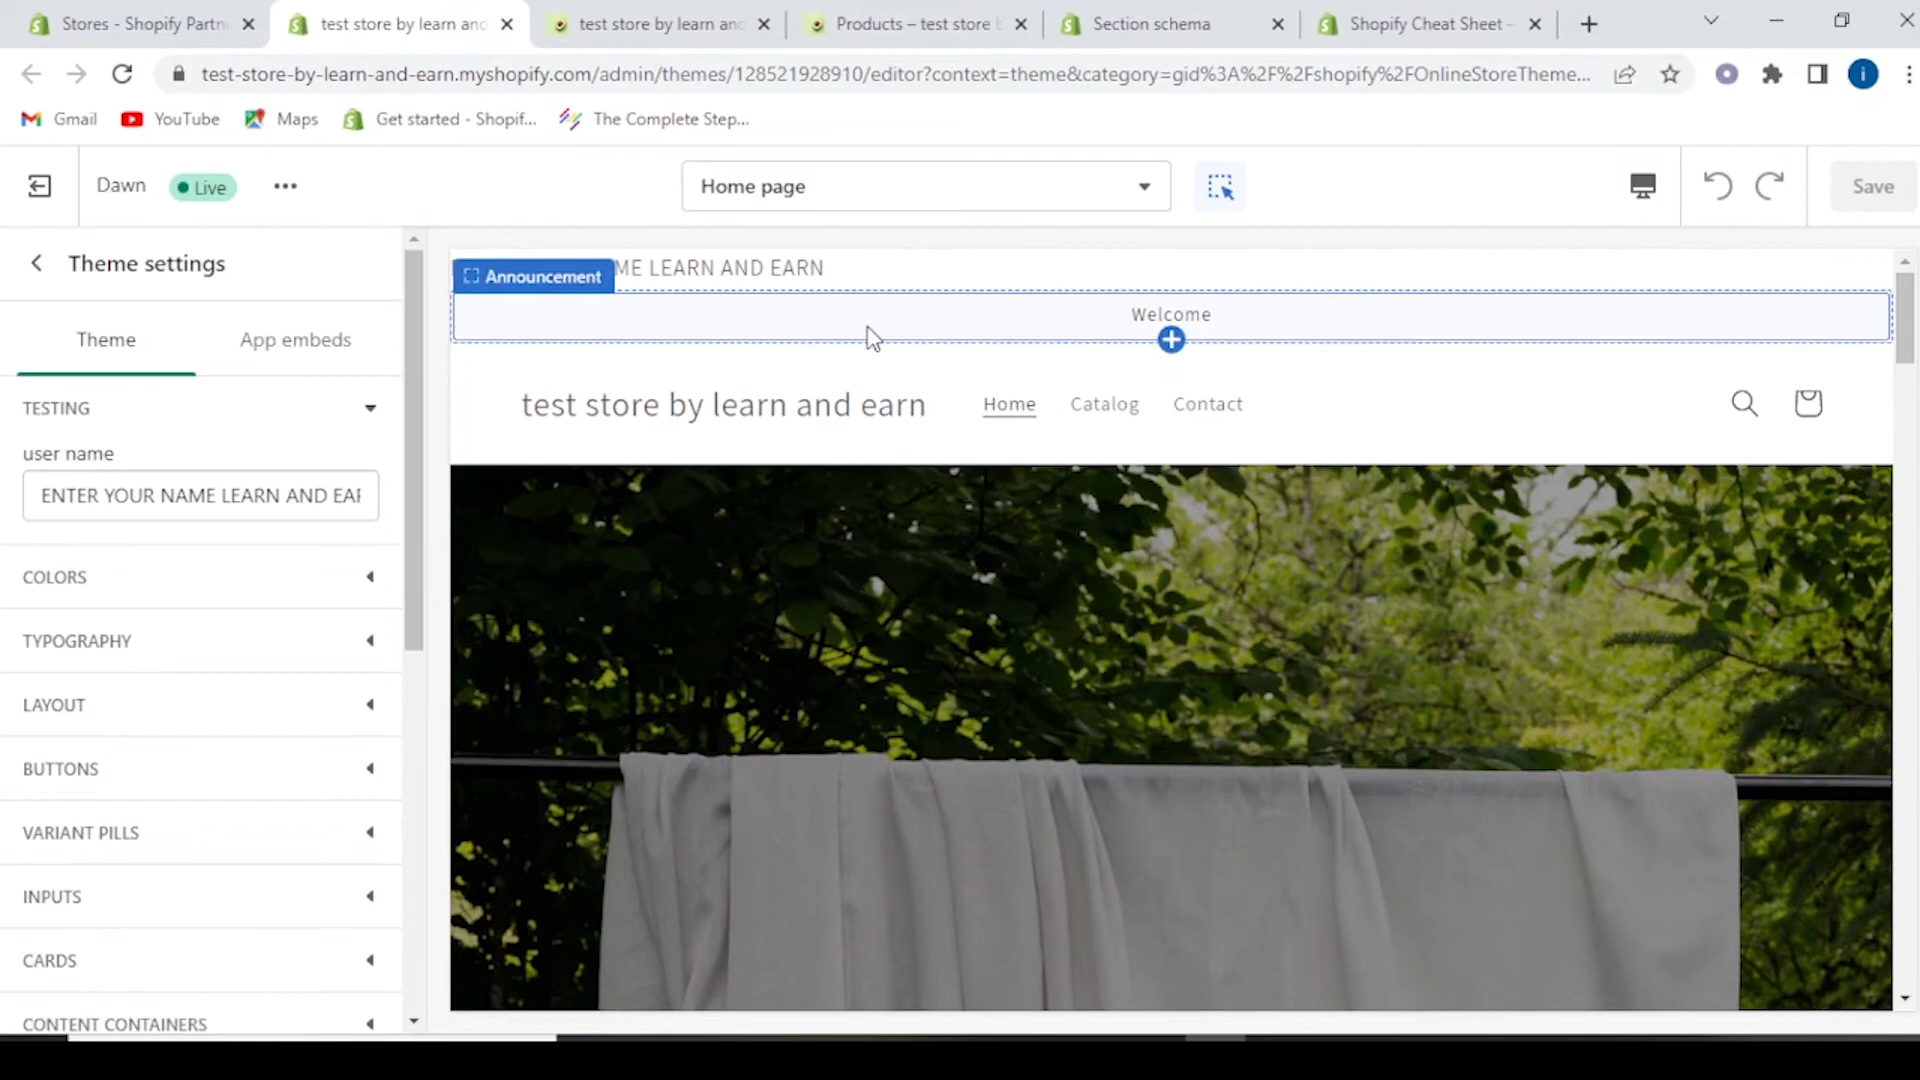 Stores - Shopify Partn
test store by learn and
test store by learn and
Products – test store b
Section schema
Shopify Cheat Sheet –
test-store-by-learn-and-earn.myshopify.com/admin/themes/128521928910/editor?context=theme&category=gid%3A%2F%2Fshopify%2FOnlineStoreTheme...
i
Gmail
YouTube
Maps
Get started - Shopif...
The Complete Step...
Dawn
Live
Home page
Save
Theme settings
Theme
App embeds
TESTING
user name
ENTER YOUR NAME LEARN AND EAR
COLORS
TYPOGRAPHY
LAYOUT
BUTTONS
VARIANT PILLS
INPUTS
CARDS
CONTENT CONTAINERS
Announcement
ME LEARN AND EARN
Welcome
test store by learn and earn
Home
Catalog
Contact